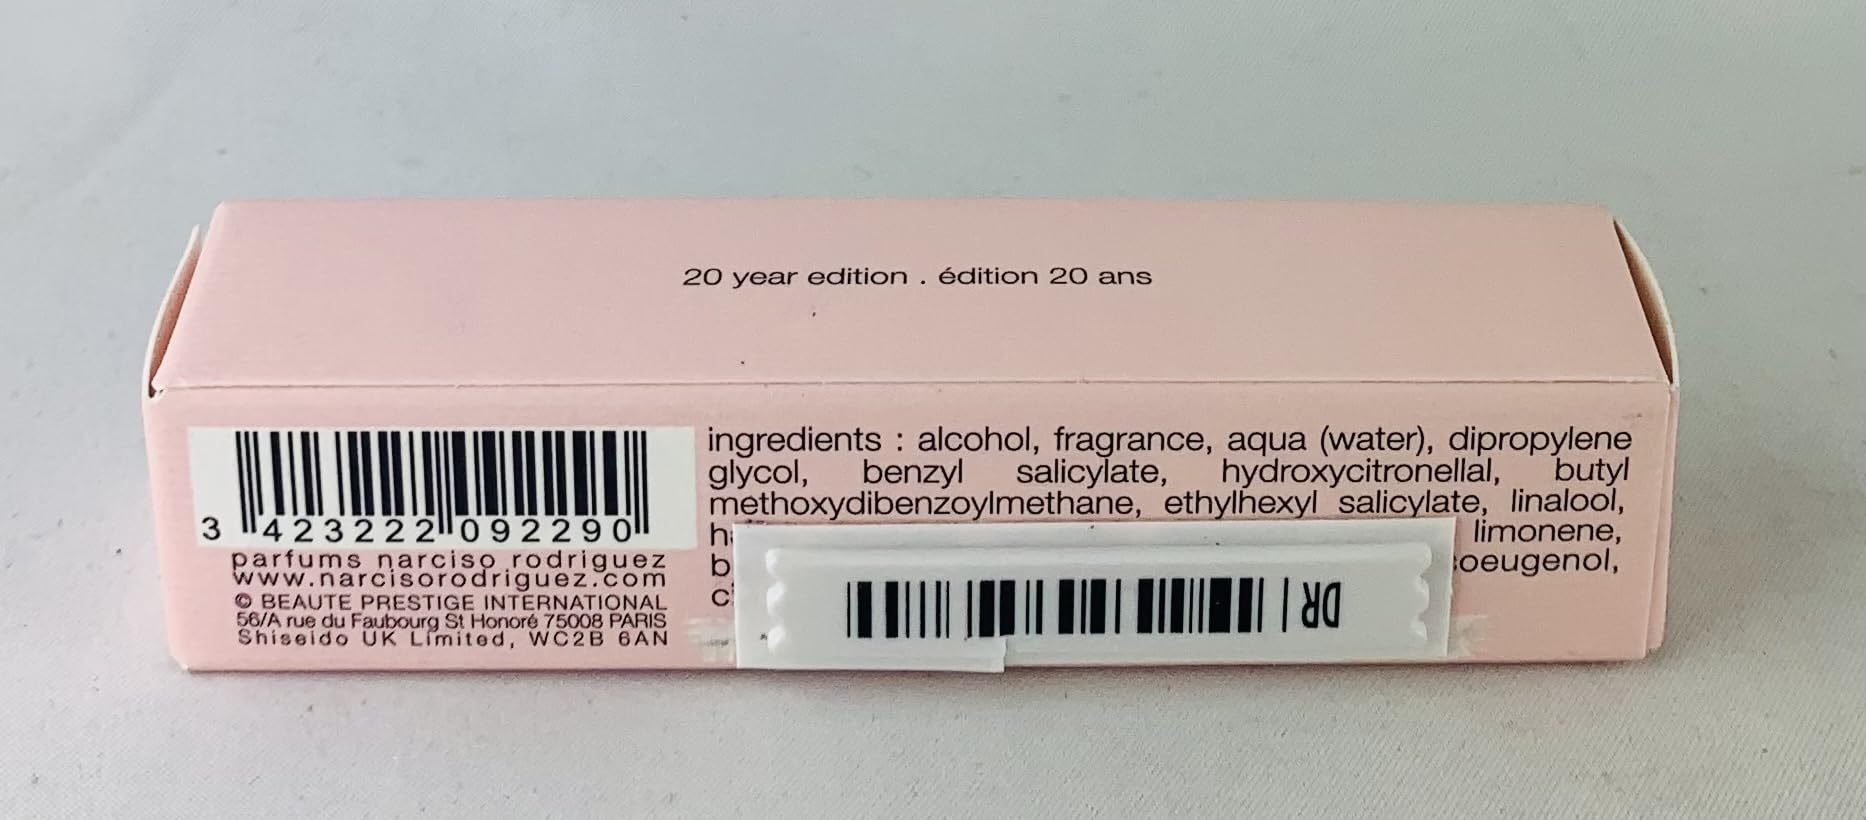 20 year edition . édition 20 ans
ingredients : alcohol, fragrance, aqua (water), dipropylene
glycol, benzyl salicylate, hydroxycitronellal, butyl
methoxydibenzoylmethane, ethylhexyl salicylate, linalool,
limonene,
3 423222 092290
parfums narciso rodriguez
www.narcisorodriguez.com
© BEAUTE PRESTIGE INTERNATIONAL
56/A rue du Faubourg St Honoré 75008 PARIS
Shiseido UK Limited, WC2B 6AN
DR